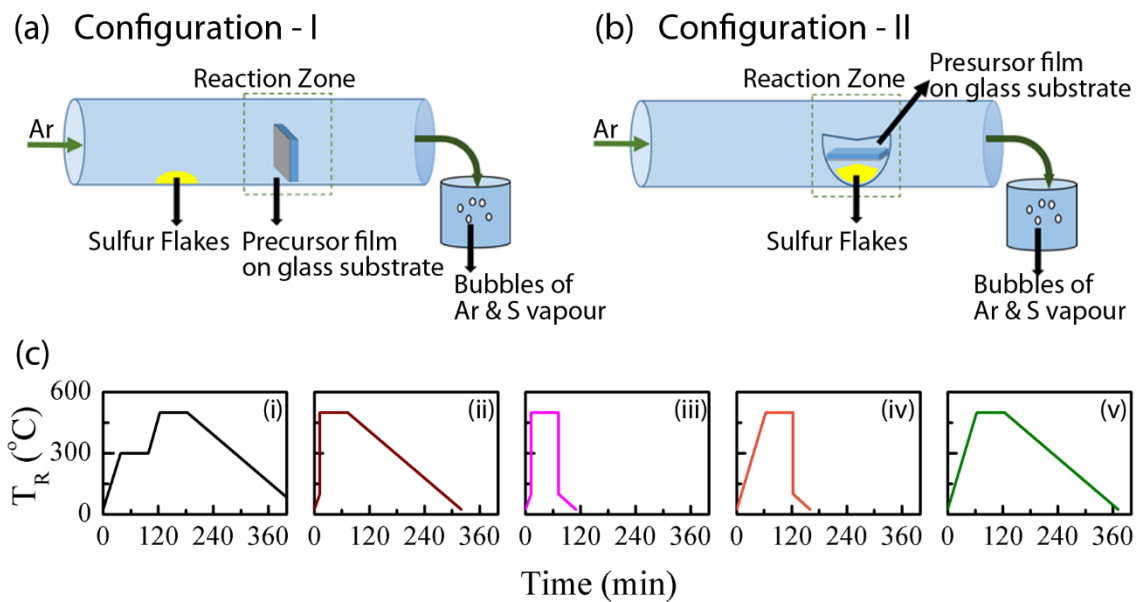 (a) Configuration - I
Reaction Zone
Ar
Sulfur Flakes
Precursor film
on glass substrate
Bubbles of
Ar & S vapour
(b) Configuration - II
Reaction Zone
Presursor film
on glass substrate
Ar
Sulfur Flakes
Bubbles of
Ar & S vapour
(c)
T_R (°C)
600
300
0
(i)
(ii)
(iii)
(iv)
(v)
0 120 240 360
0 120 240 360
0 120 240 360
0 120 240 360
0 120 240 360
Time (min)